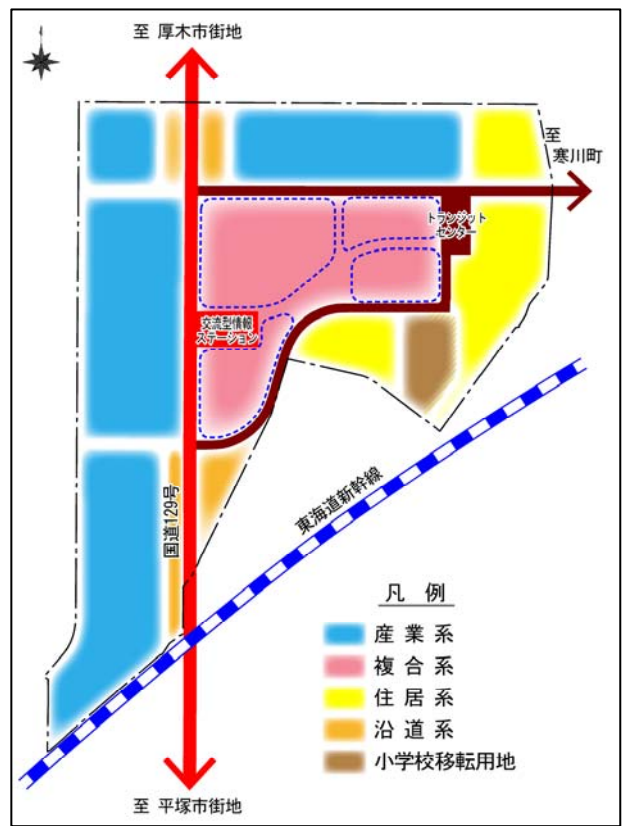 至 厚木市街地
至
寒川町
トランジット
センター
交流型情報
ステーション
国道129号
東海道新幹線
凡 例
産業系
複合系
住居系
沿道系
小学校移転用地
至 平塚市街地